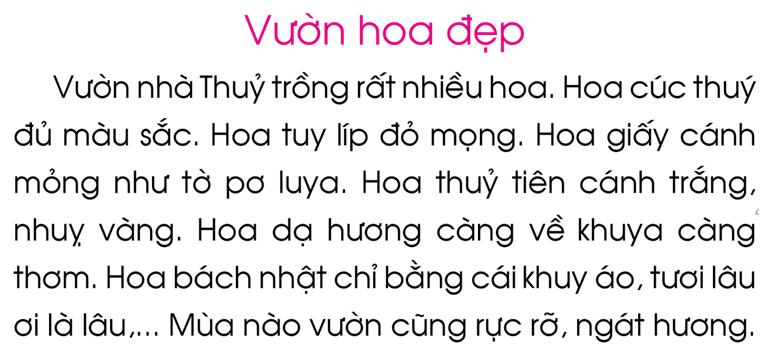 Vườn hoa đẹp
Vườn nhà Thuỷ trồng rất nhiều hoa. Hoa cúc thuý
đủ màu sắc. Hoa tuy líp đỏ mọng. Hoa giấy cánh
mỏng như tờ pơ luya. Hoa thuỷ tiên cánh trắng,
nhuỵ vàng. Hoa dạ hương càng về khuya càng
thơm. Hoa bách nhật chỉ bằng cái khuy áo, tươi lâu
ơi là lâu,... Mùa nào vườn cũng rực rỡ, ngát hương.